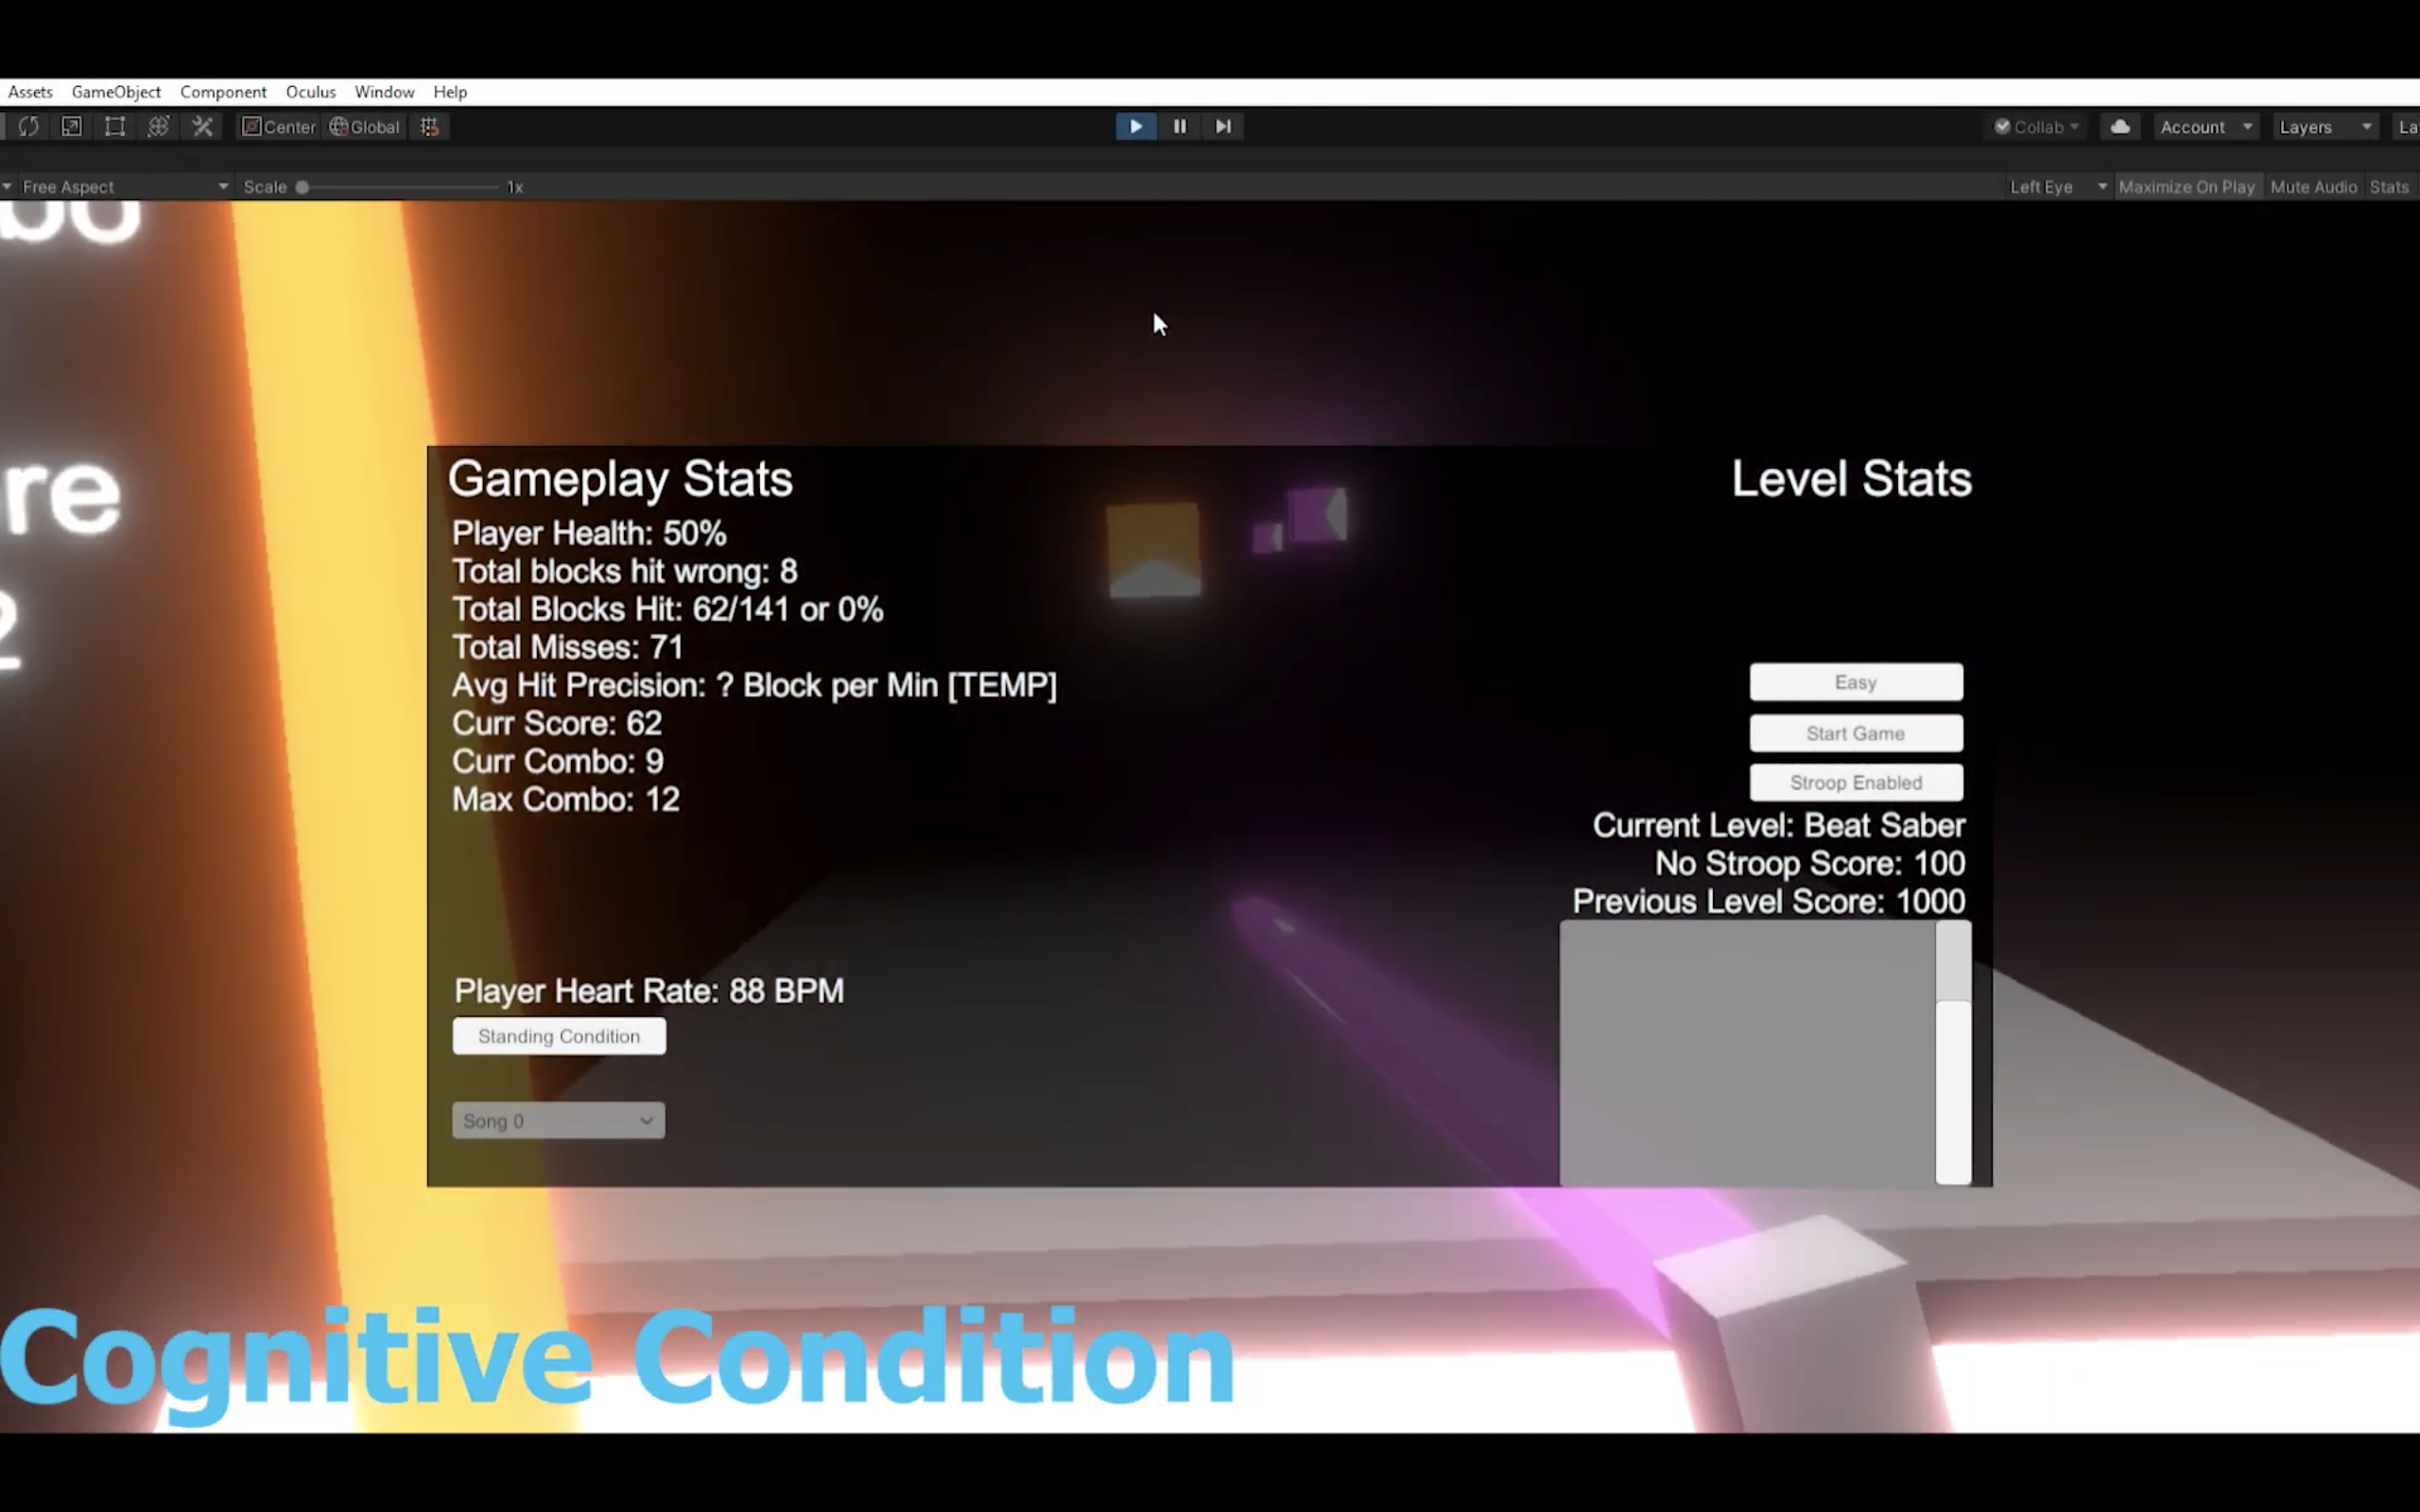 Assets GameObject Component Oculus Window Help
Center Global Collab Account Layers La
Free Aspect Scale 1x Left Eye Maximize On Play Mute Audio Stats
bo
re
2
Gameplay Stats
Player Health: 50%
Total blocks hit wrong: 8
Total Blocks Hit: 62/141 or 0%
Total Misses: 71
Avg Hit Precision: ? Block per Min [TEMP]
Curr Score: 62
Curr Combo: 9
Max Combo: 12
Player Heart Rate: 88 BPM
Standing Condition
Song 0
Level Stats
Easy
Start Game
Stroop Enabled
Current Level: Beat Saber
No Stroop Score: 100
Previous Level Score: 1000
Cognitive Condition